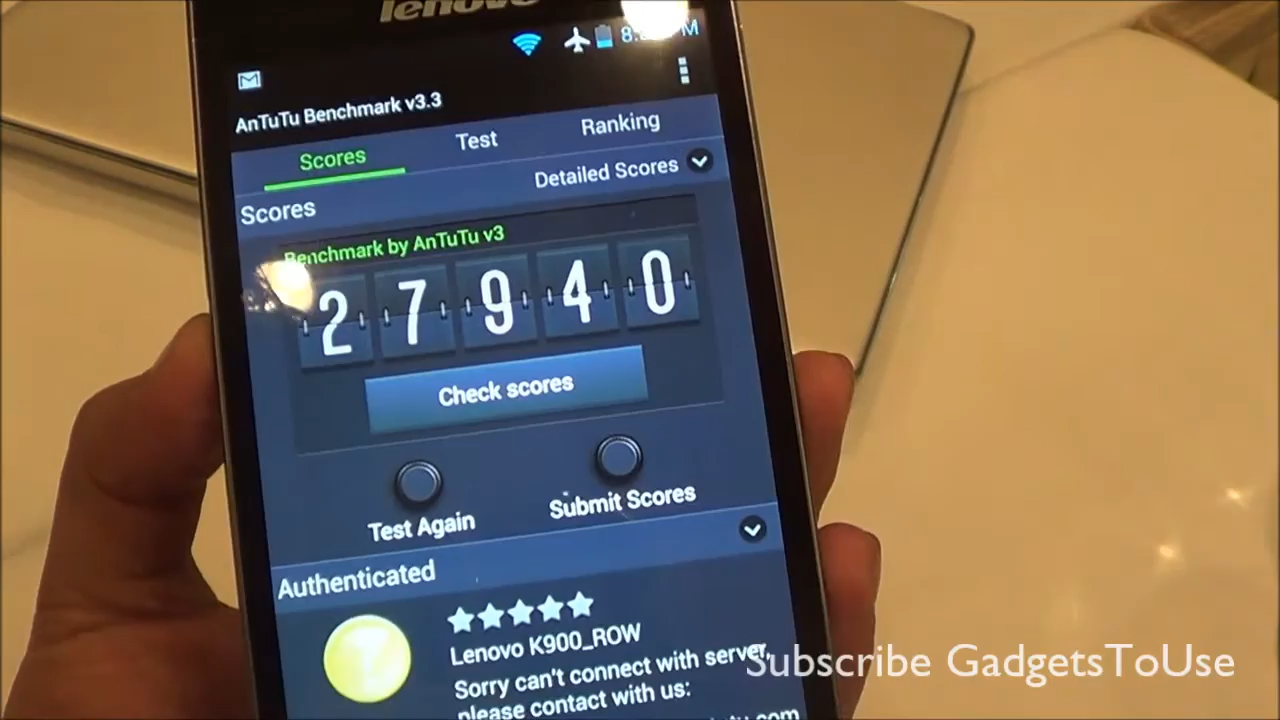 lenovo
AnTuTu Benchmark v3.3
Scores Test Ranking
Detailed Scores
Scores
Benchmark by AnTuTu v3
27940
Check scores
Test Again Submit Scores
Authenticated
Lenovo K900_ROW
Sorry can't connect with server,
please contact with us:
Subscribe GadgetsToUse